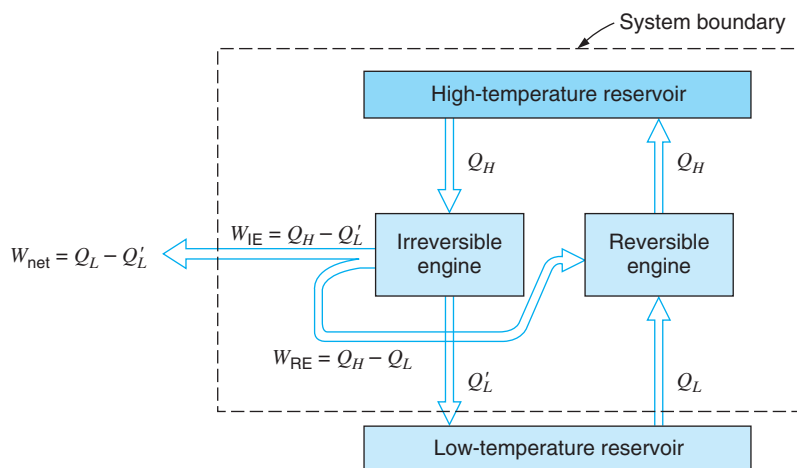 System boundary
High-temperature reservoir
Q_H
Q_H
W_IE = Q_H − Q′_L
W_net = Q_L − Q′_L
Irreversible
engine
Reversible
engine
W_RE = Q_H − Q_L
Q′_L
Q_L
Low-temperature reservoir